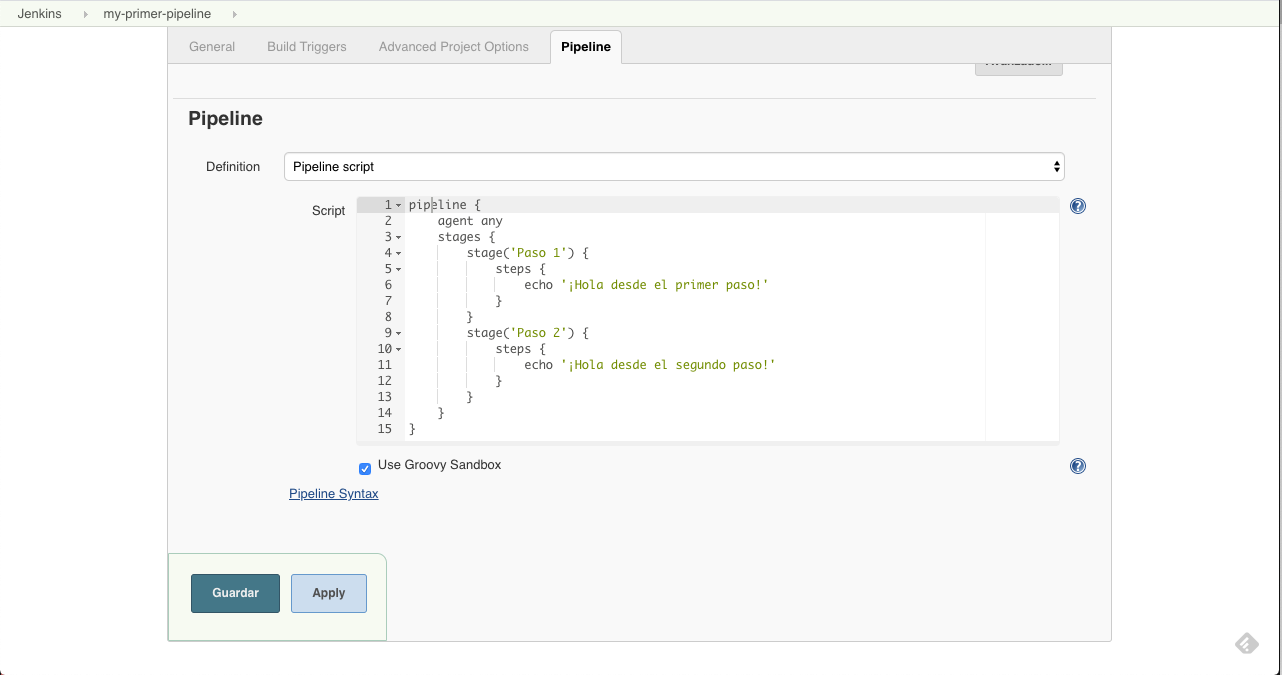 Jenkins my-primer-pipeline
General Build Triggers Advanced Project Options Pipeline
Pipeline
Definition Pipeline script
Script
1 pipeline {
2 agent any
3 stages {
4 stage('Paso 1') {
5 steps {
6 echo '¡Hola desde el primer paso!'
7 }
8 }
9 stage('Paso 2') {
10 steps {
11 echo '¡Hola desde el segundo paso!'
12 }
13 }
14 }
15 }
Use Groovy Sandbox
Pipeline Syntax
Guardar Apply